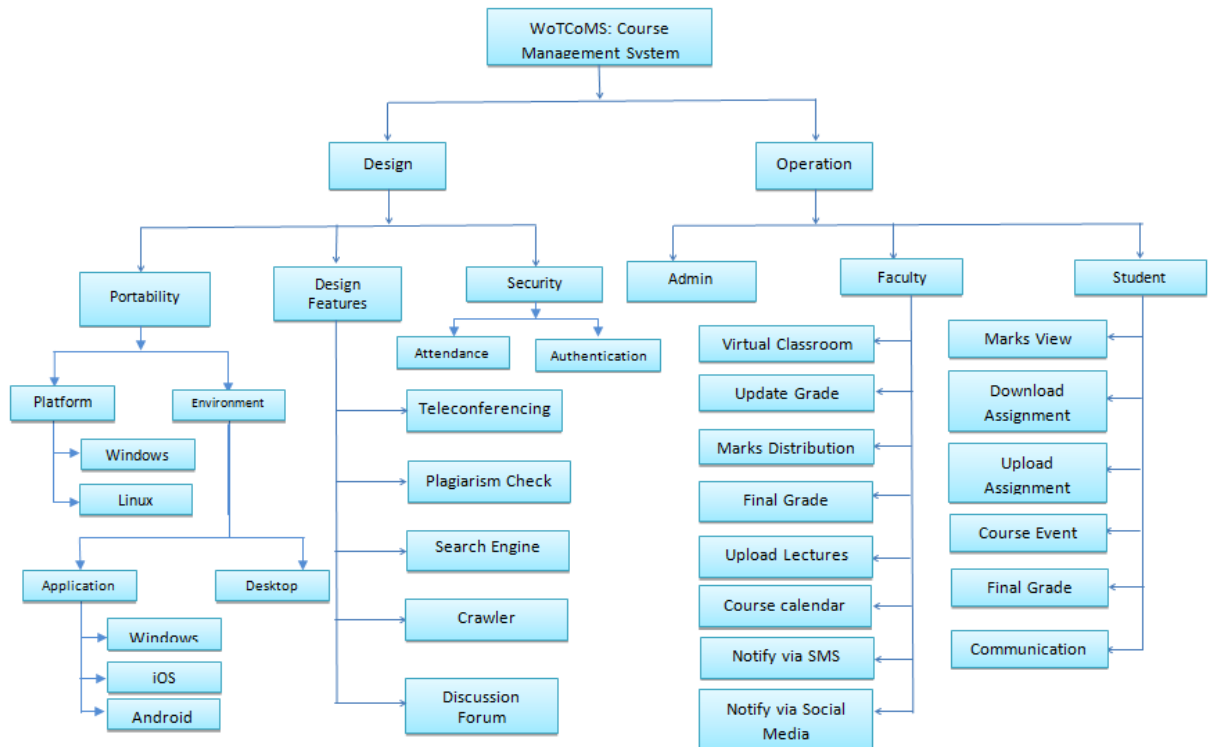 WoTCoMS: Course
Management System
Design
Operation
Portability
Design
Features
Security
Admin
Faculty
Student
Attendance
Authentication
Platform
Environment
Windows
Linux
Application
Desktop
Windows
iOS
Android
Teleconferencing
Plagiarism Check
Search Engine
Crawler
Discussion
Forum
Virtual Classroom
Update Grade
Marks Distribution
Final Grade
Upload Lectures
Course calendar
Notify via SMS
Notify via Social
Media
Marks View
Download
Assignment
Upload
Assignment
Course Event
Final Grade
Communication